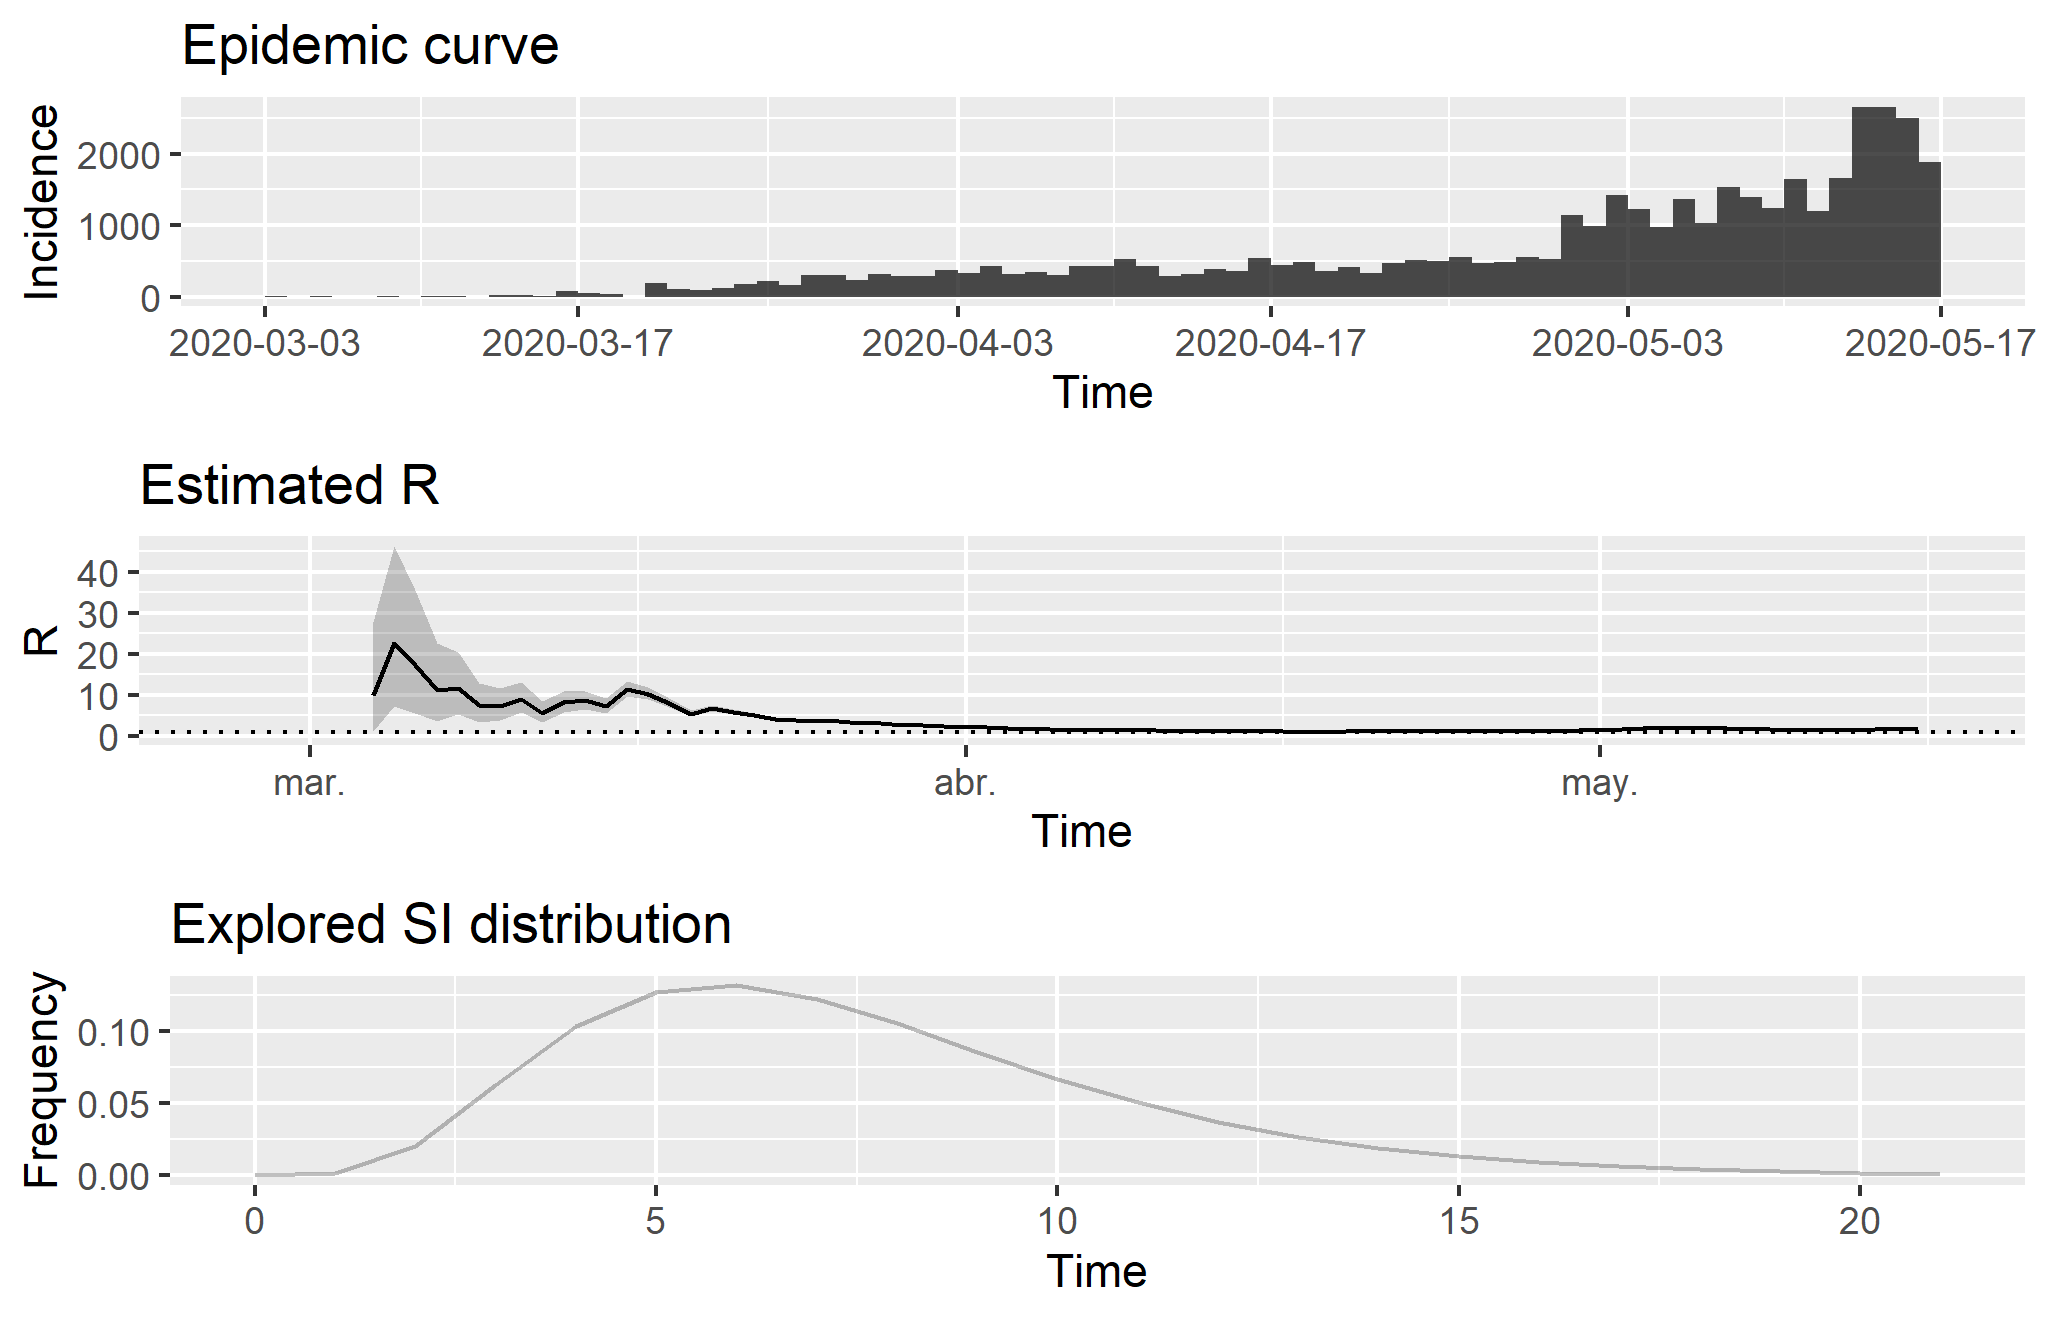 Epidemic curve
Incidence
2000
1000
0
2020-03-03 2020-03-17 2020-04-03 2020-04-17 2020-05-03 2020-05-17
Time
Estimated R
R
40
30
20
10
0
mar. abr. may.
Time
Explored SI distribution
Frequency
0.10
0.05
0.00
0 5 10 15 20
Time